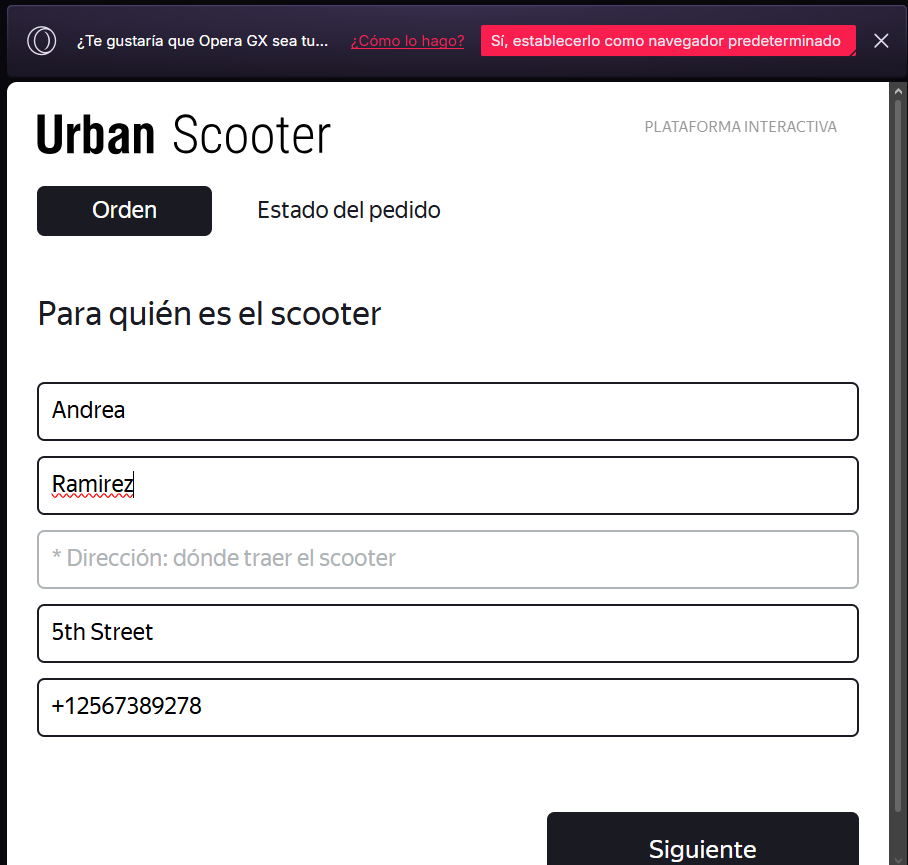 ¿Te gustaría que Opera GX sea tu... ¿Cómo lo hago? Sí, establecerlo como navegador predeterminado
Urban Scooter PLATAFORMA INTERACTIVA
Orden Estado del pedido
Para quién es el scooter
Andrea
Ramirez
* Dirección: dónde traer el scooter
5th Street
+12567389278
Siguiente